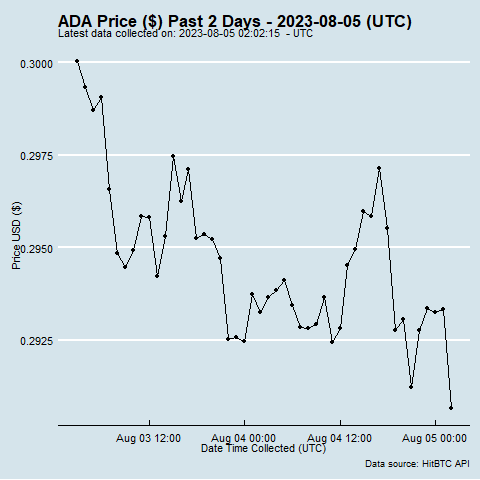 ADA Price ($) Past 2 Days - 2023-08-05 (UTC)
Latest data collected on: 2023-08-05 02:02:15 - UTC
0.3000
0.2975
0.2950
0.2925
Price USD ($)
Aug 03 12:00
Aug 04 00:00
Aug 04 12:00
Aug 05 00:00
Date Time Collected (UTC)
Data source: HitBTC API